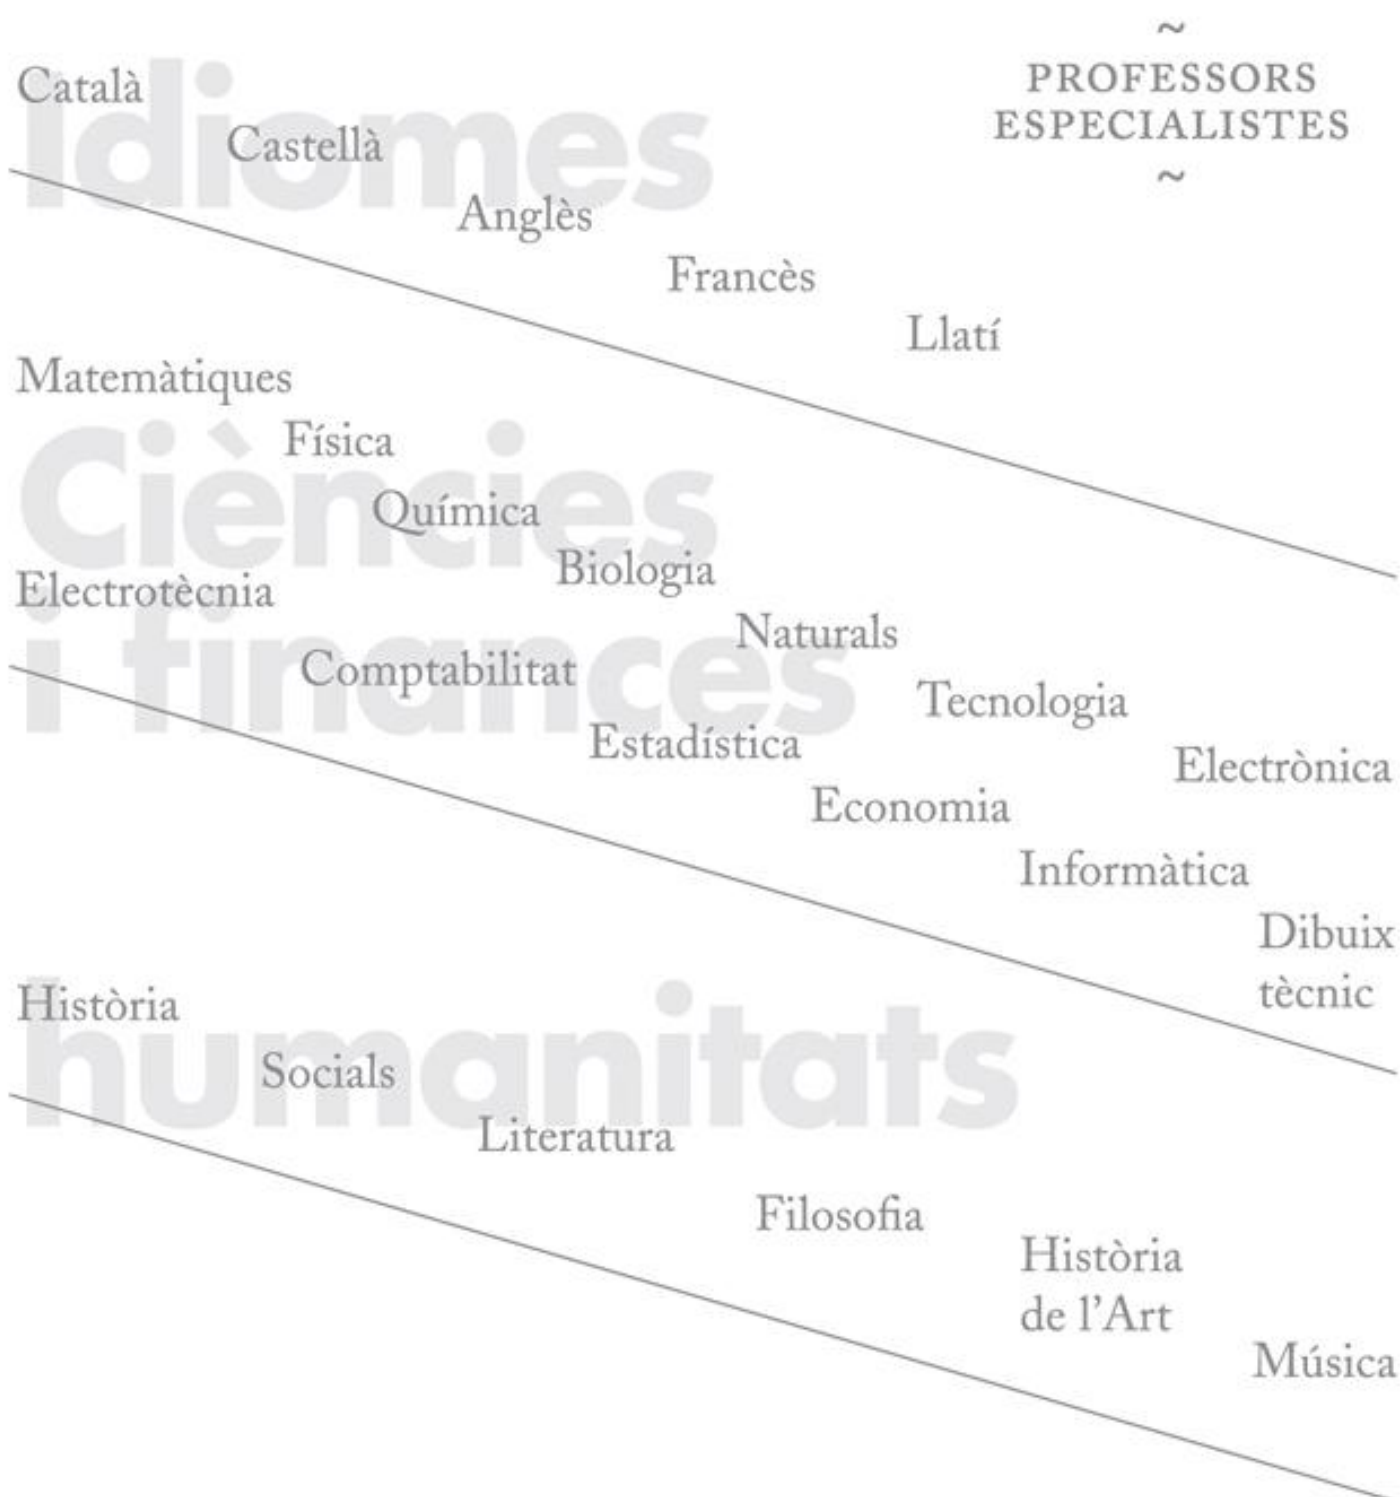 ~
PROFESSORS
ESPECIALISTES
~
Idiomes
Català
Castellà
Anglès
Francès
Llatí
Ciències
i finances
Matemàtiques
Física
Química
Biologia
Naturals
Tecnologia
Electrònica
Electrotècnia
Comptabilitat
Estadística
Economia
Informàtica
Dibuix
tècnic
humanitats
Història
Socials
Literatura
Filosofia
Història
de l’Art
Música